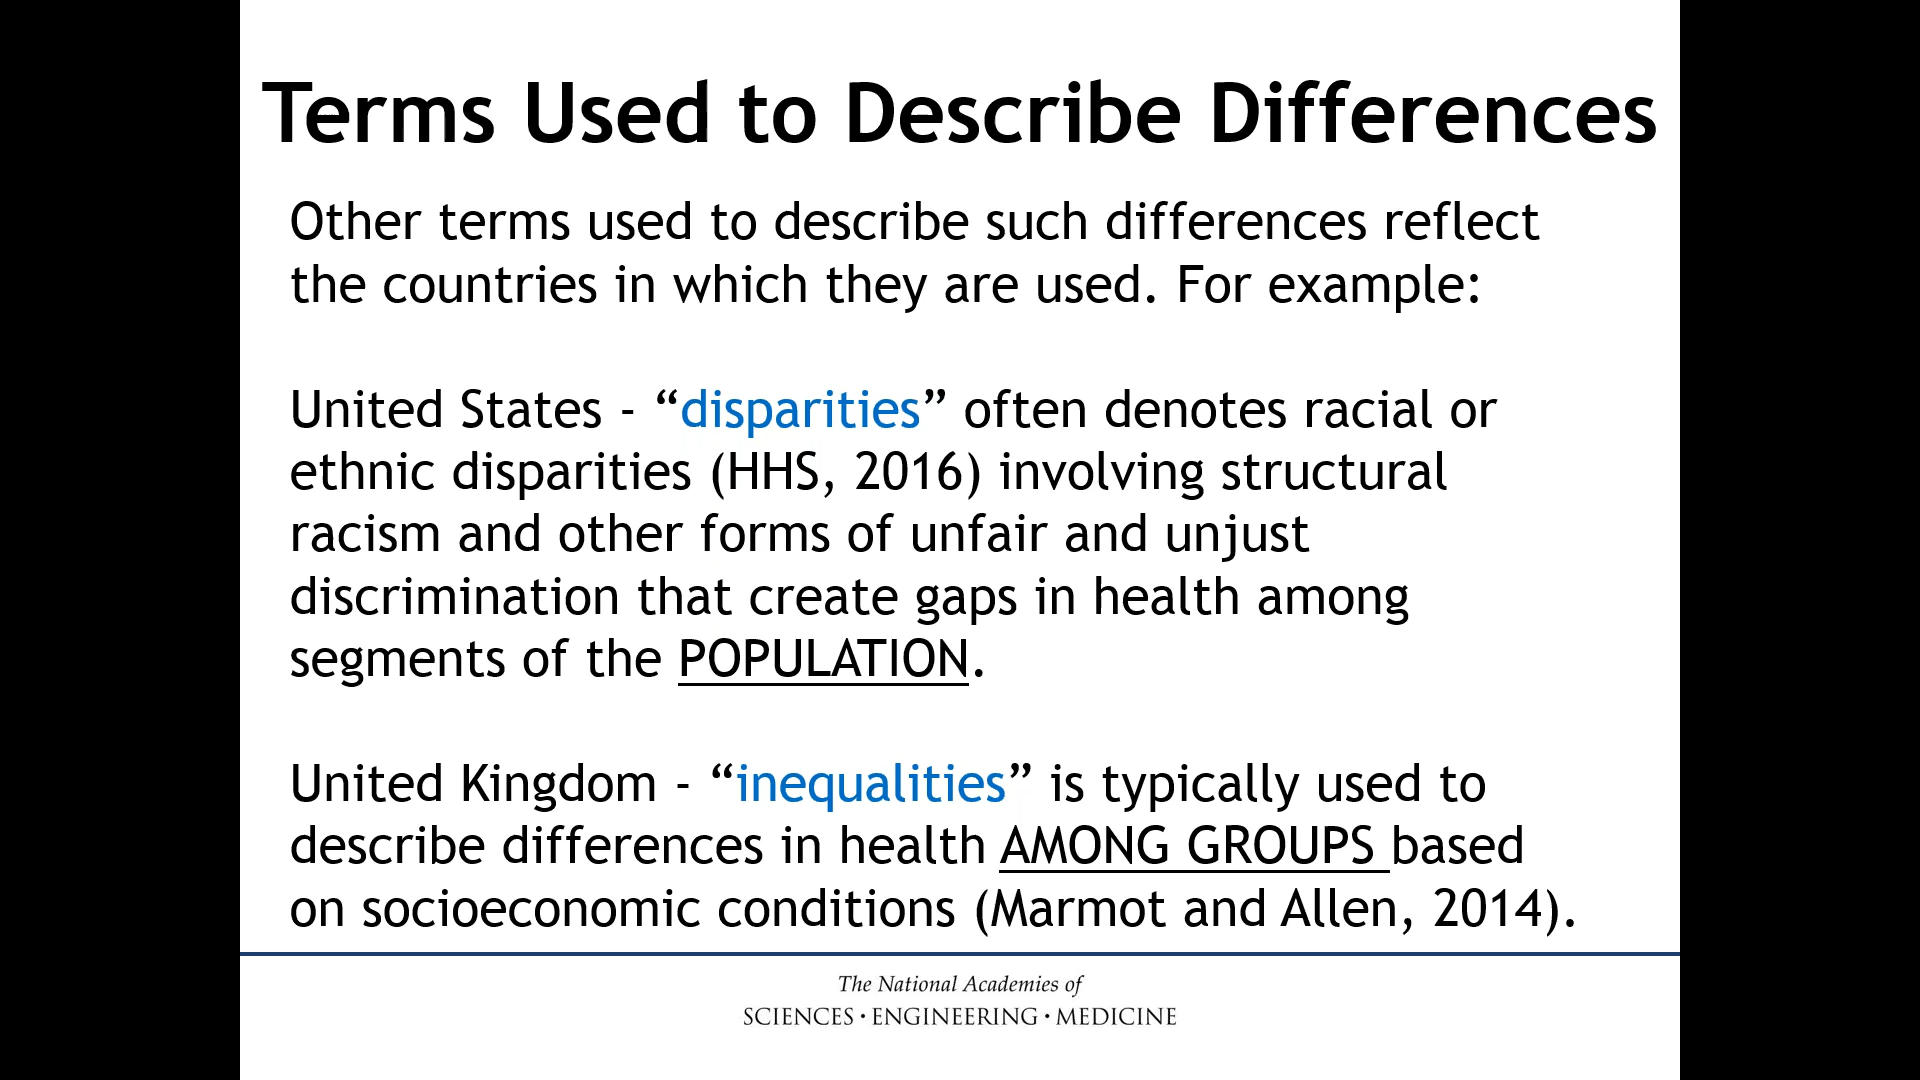 Terms Used to Describe Differences
Other terms used to describe such differences reflect
the countries in which they are used. For example:
United States - “disparities” often denotes racial or
ethnic disparities (HHS, 2016) involving structural
racism and other forms of unfair and unjust
discrimination that create gaps in health among
segments of the POPULATION.
United Kingdom - “inequalities” is typically used to
describe differences in health AMONG GROUPS based
on socioeconomic conditions (Marmot and Allen, 2014).
The National Academies of
SCIENCES · ENGINEERING · MEDICINE